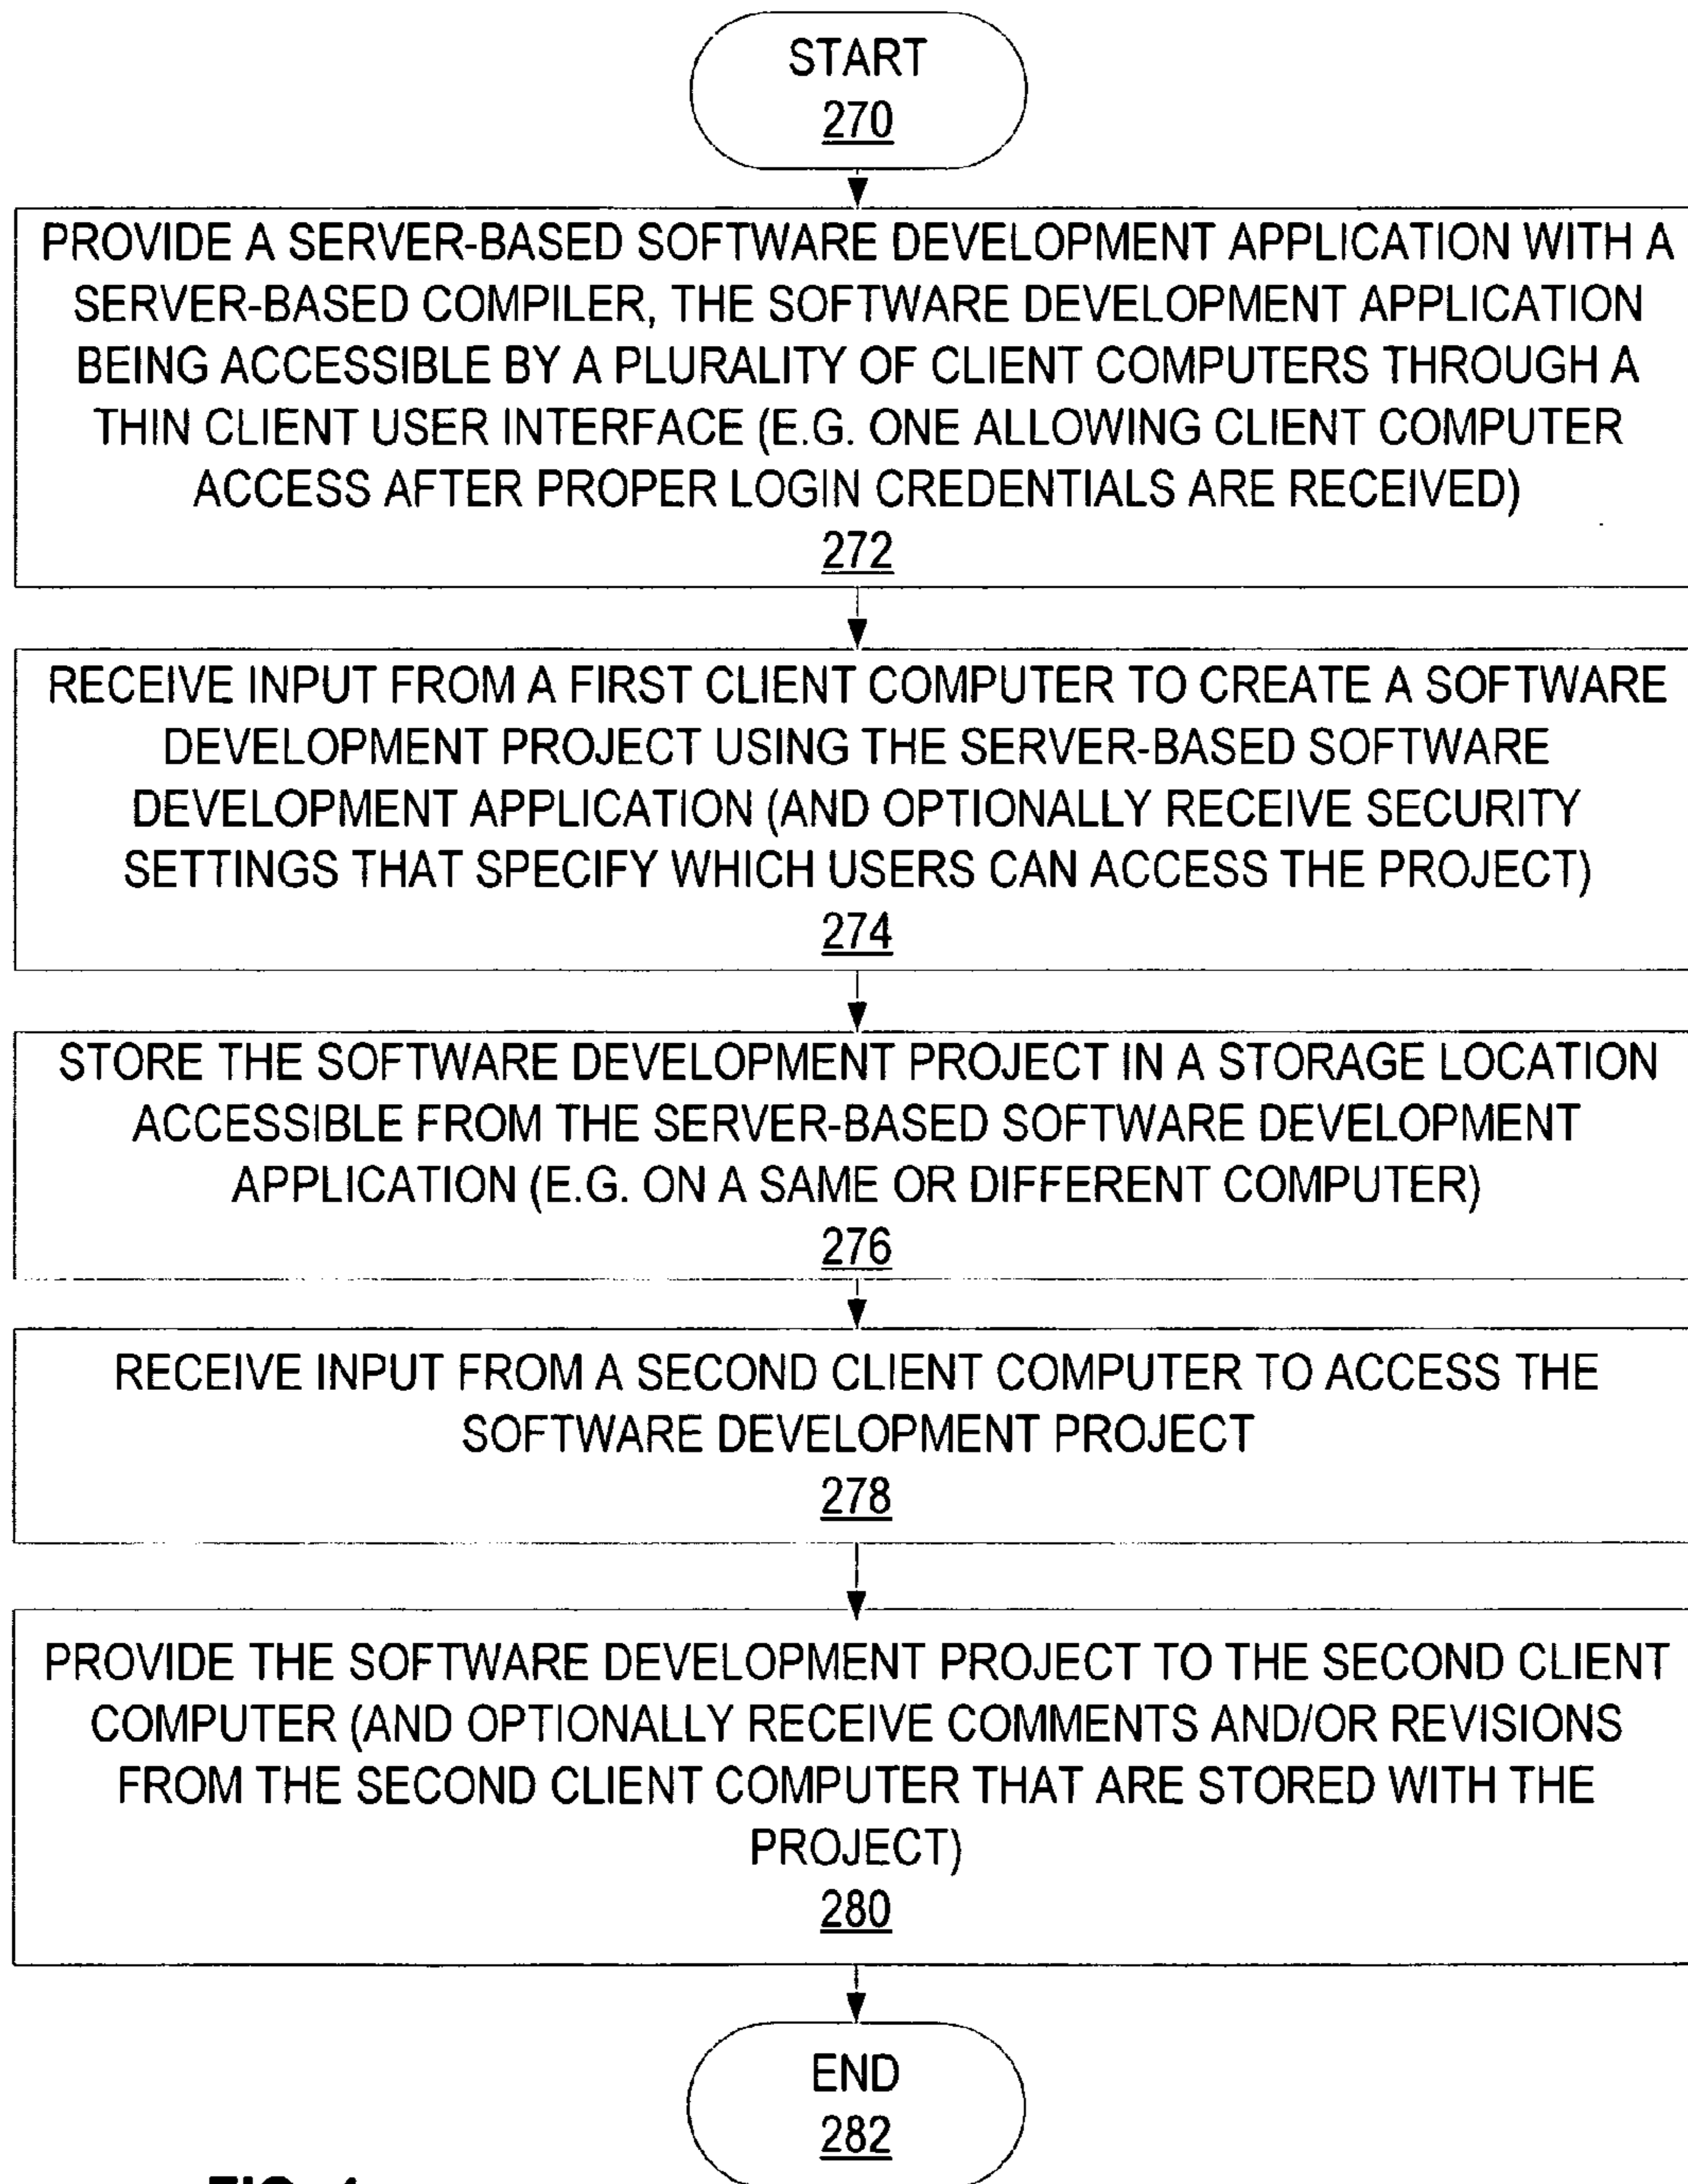 START
270
PROVIDE A SERVER-BASED SOFTWARE DEVELOPMENT APPLICATION WITH A
SERVER-BASED COMPILER, THE SOFTWARE DEVELOPMENT APPLICATION
BEING ACCESSIBLE BY A PLURALITY OF CLIENT COMPUTERS THROUGH A
THIN CLIENT USER INTERFACE (E.G. ONE ALLOWING CLIENT COMPUTER
ACCESS AFTER PROPER LOGIN CREDENTIALS ARE RECEIVED)
272
RECEIVE INPUT FROM A FIRST CLIENT COMPUTER TO CREATE A SOFTWARE
DEVELOPMENT PROJECT USING THE SERVER-BASED SOFTWARE
DEVELOPMENT APPLICATION (AND OPTIONALLY RECEIVE SECURITY
SETTINGS THAT SPECIFY WHICH USERS CAN ACCESS THE PROJECT)
274
STORE THE SOFTWARE DEVELOPMENT PROJECT IN A STORAGE LOCATION
ACCESSIBLE FROM THE SERVER-BASED SOFTWARE DEVELOPMENT
APPLICATION (E.G. ON A SAME OR DIFFERENT COMPUTER)
276
RECEIVE INPUT FROM A SECOND CLIENT COMPUTER TO ACCESS THE
SOFTWARE DEVELOPMENT PROJECT
278
PROVIDE THE SOFTWARE DEVELOPMENT PROJECT TO THE SECOND CLIENT
COMPUTER (AND OPTIONALLY RECEIVE COMMENTS AND/OR REVISIONS
FROM THE SECOND CLIENT COMPUTER THAT ARE STORED WITH THE
PROJECT)
280
END
282